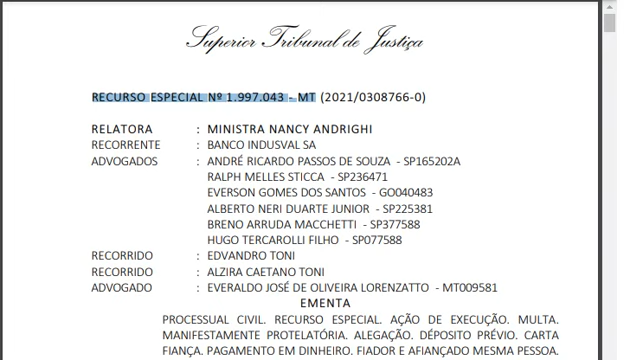 Superior Tribunal de Justiça
RECURSO ESPECIAL Nº 1.997.043 - MT (2021/0308766-0)
RELATORA : MINISTRA NANCY ANDRIGHI
RECORRENTE : BANCO INDUSVAL SA
ADVOGADOS : ANDRÉ RICARDO PASSOS DE SOUZA - SP165202A
RALPH MELLES STICCA - SP236471
EVERSON GOMES DOS SANTOS - GO040483
ALBERTO NERI DUARTE JUNIOR - SP225381
BRENO ARRUDA MACCHETTI - SP377588
HUGO TERCAROLLI FILHO - SP077588
RECORRIDO : EDVANDRO TONI
RECORRIDO : ALZIRA CAETANO TONI
ADVOGADO : EVERALDO JOSÉ DE OLIVEIRA LORENZATTO - MT009581
EMENTA
PROCESSUAL CIVIL. RECURSO ESPECIAL. AÇÃO DE EXECUÇÃO. MULTA.
MANIFESTAMENTE PROTELATÓRIA. ALEGAÇÃO. DÉPOSITO PRÉVIO. CARTA
FIANÇA. PAGAMENTO EM DINHEIRO. FIADOR E AFIANÇADO MESMA PESSOA.